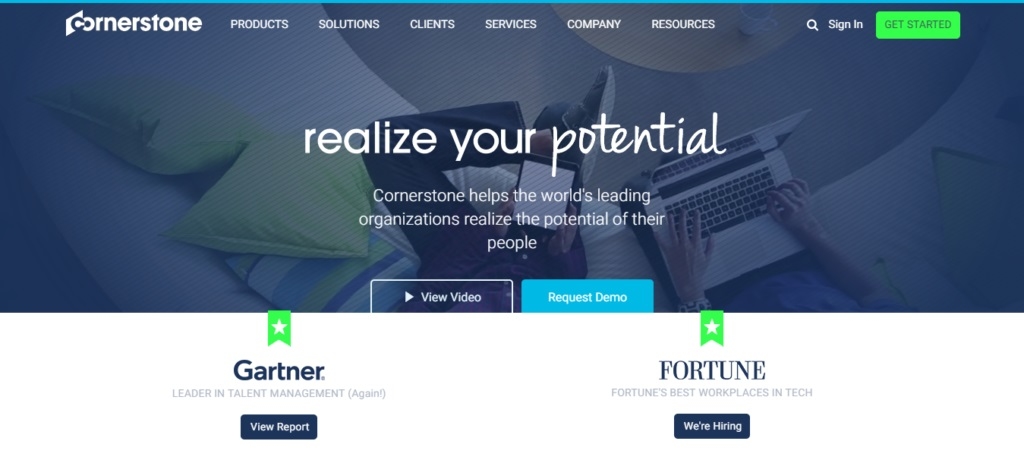 Cornerstone
PRODUCTS SOLUTIONS CLIENTS SERVICES COMPANY RESOURCES
Sign In GET STARTED
realize your potential
Cornerstone helps the world's leading
organizations realize the potential of their
people
View Video Request Demo
Gartner
LEADER IN TALENT MANAGEMENT (Again!)
View Report
FORTUNE
FORTUNE'S BEST WORKPLACES IN TECH
We're Hiring